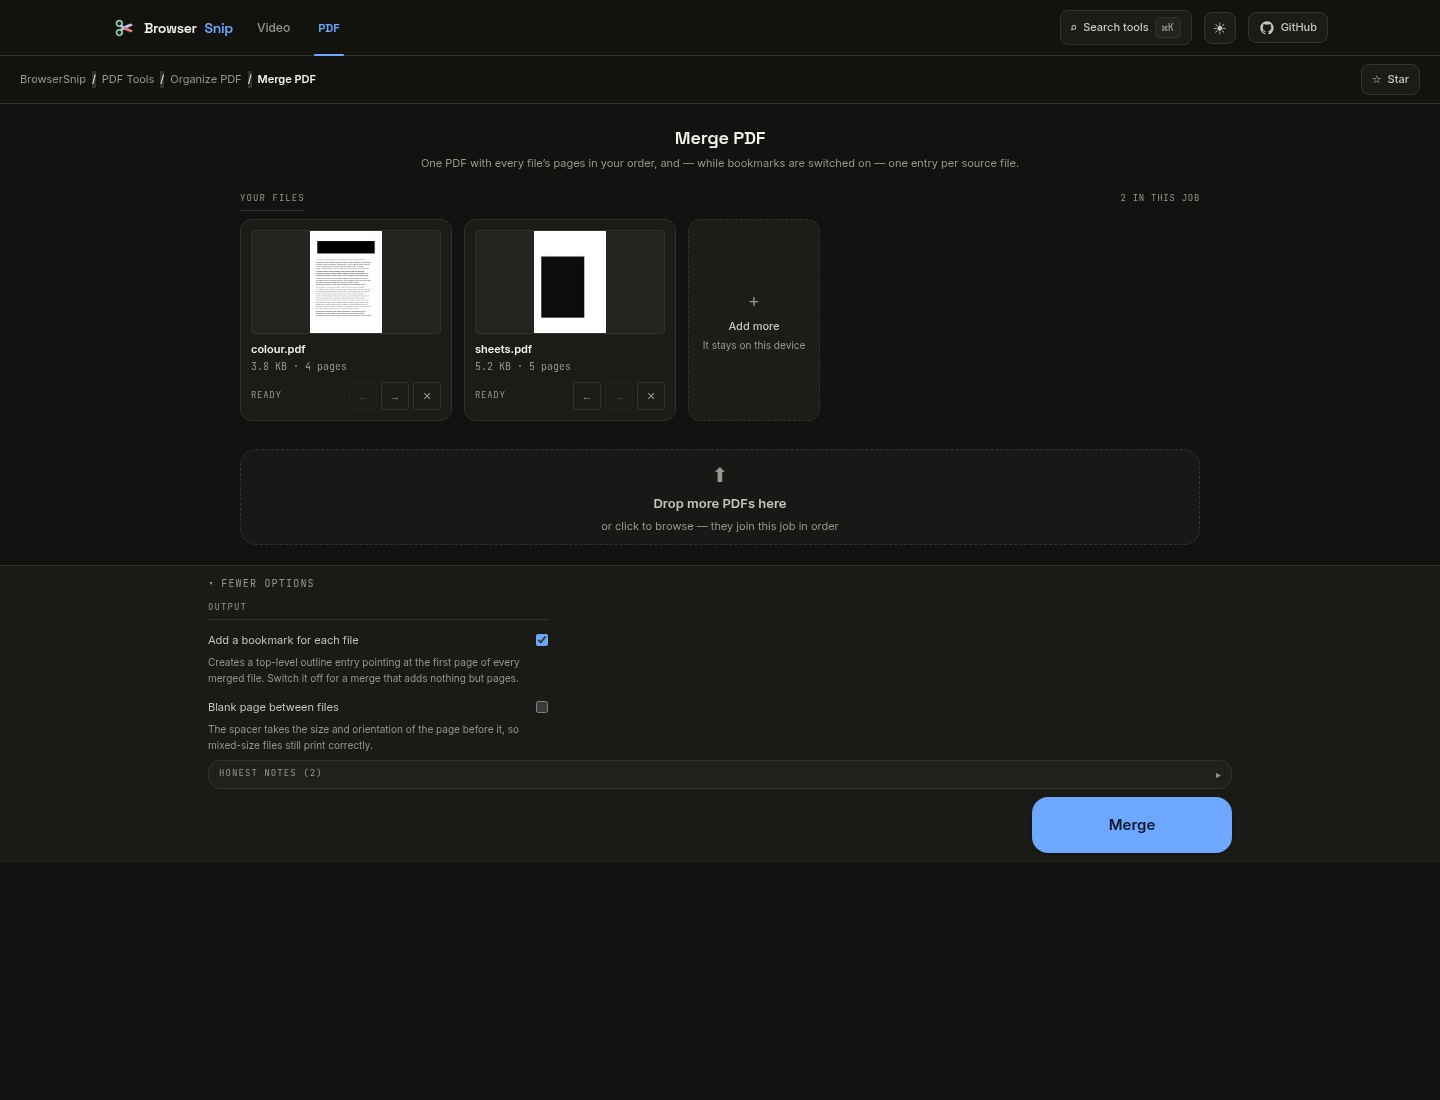 Browser Snip Video PDF Search tools ⌘K GitHub
BrowserSnip / PDF Tools / Organize PDF / Merge PDF ☆ Star
Merge PDF
One PDF with every file's pages in your order, and — while bookmarks are switched on — one entry per source file.
YOUR FILES 2 IN THIS JOB
colour.pdf
3.8 KB · 4 pages
READY ← → ✕
sheets.pdf
5.2 KB · 5 pages
READY ← → ✕
+
Add more
It stays on this device
Drop more PDFs here
or click to browse — they join this job in order
▾ FEWER OPTIONS
OUTPUT
Add a bookmark for each file
Creates a top-level outline entry pointing at the first page of every
merged file. Switch it off for a merge that adds nothing but pages.
Blank page between files
The spacer takes the size and orientation of the page before it, so
mixed-size files still print correctly.
HONEST NOTES (2) ▸
Merge